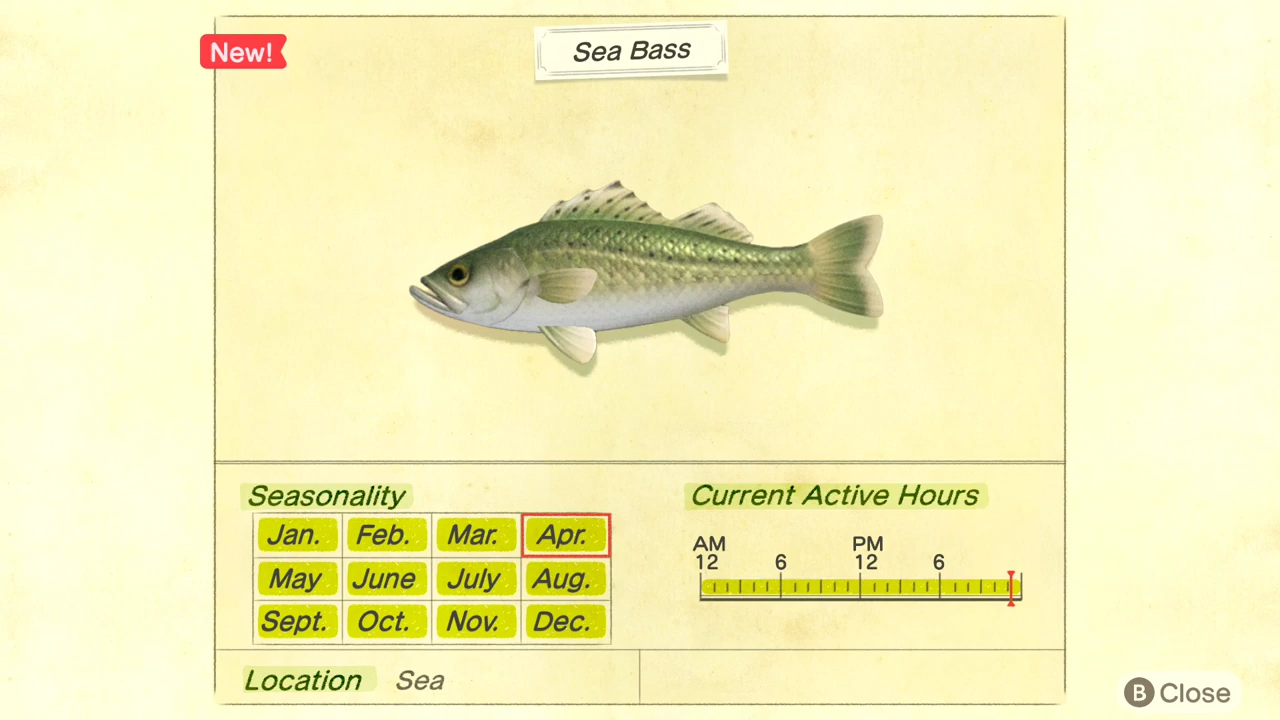 New!
Sea Bass
Seasonality
Jan. Feb. Mar. Apr.
May June July Aug.
Sept. Oct. Nov. Dec.
Current Active Hours
AM PM
12 6 12 6
Location Sea
B Close